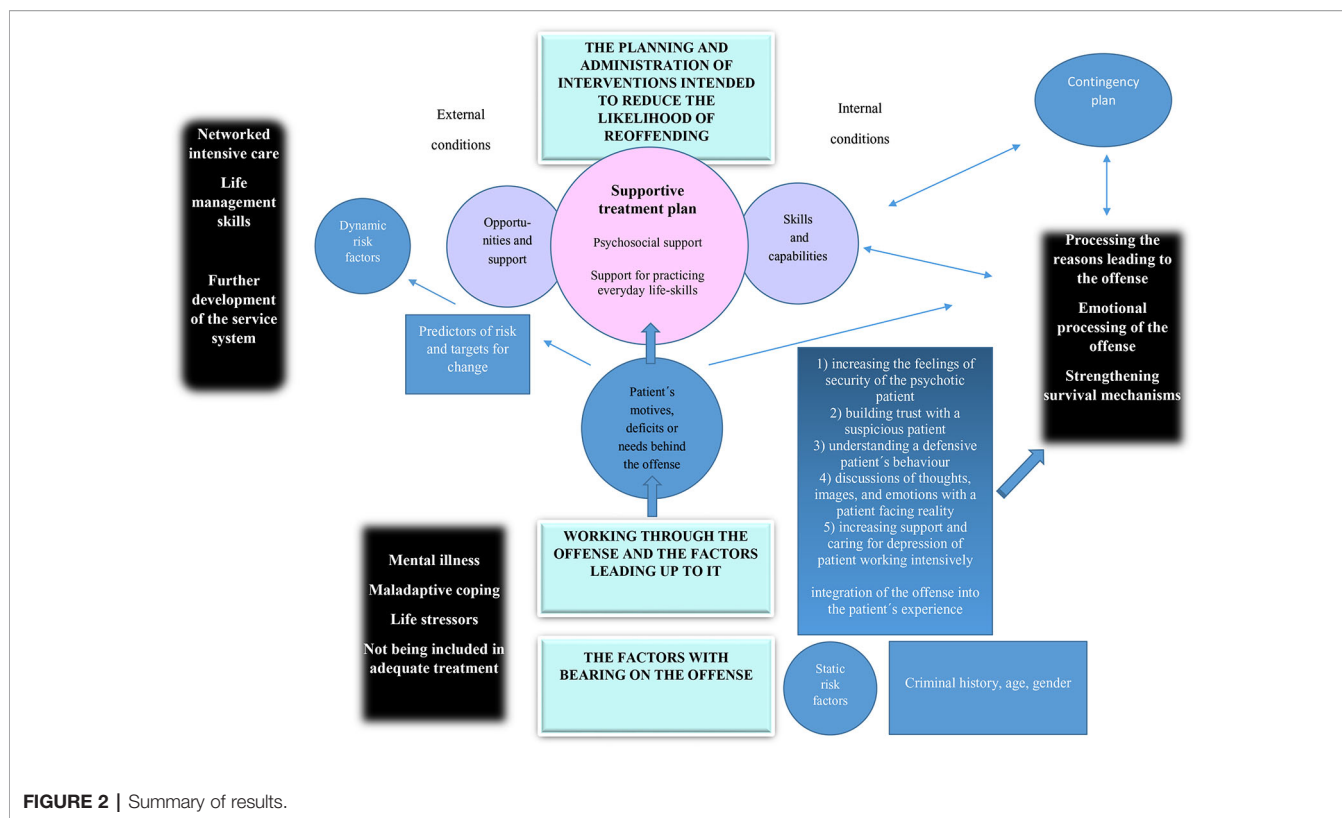 THE PLANNING AND
ADMINISTRATION OF
INTERVENTIONS INTENDED
TO REDUCE THE
LIKELIHOOD OF
REOFFENDING
External
conditions
Internal
conditions
Contingency
plan
Networked
intensive care
Life
management
skills
Further
development
of the service
system
Dynamic
risk
factors
Opportu-
nities and
support
Supportive
treatment plan
Psychosocial support
Support for practicing
everyday life-skills
Skills
and
capabilities
Processing the
reasons leading to
the offense
Emotional
processing of the
offense
Strengthening
survival mechanisms
Predictors of risk
and targets for
change
Patient´s
motives,
deficits or
needs behind
the offense
1) increasing the feelings of
security of the psychotic
patient
2) building trust with a
suspicious patient
3) understanding a defensive
patient´s behaviour
4) discussions of thoughts,
images, and emotions with a
patient facing reality
5) increasing support and
caring for depression of
patient working intensively
integration of the offense into
the patient´s experience
Mental illness
Maladaptive coping
Life stressors
Not being included in
adequate treatment
WORKING THROUGH THE
OFFENSE AND THE FACTORS
LEADING UP TO IT
THE FACTORS WITH
BEARING ON THE OFFENSE
Static
risk
factors
Criminal history, age, gender
FIGURE 2 | Summary of results.